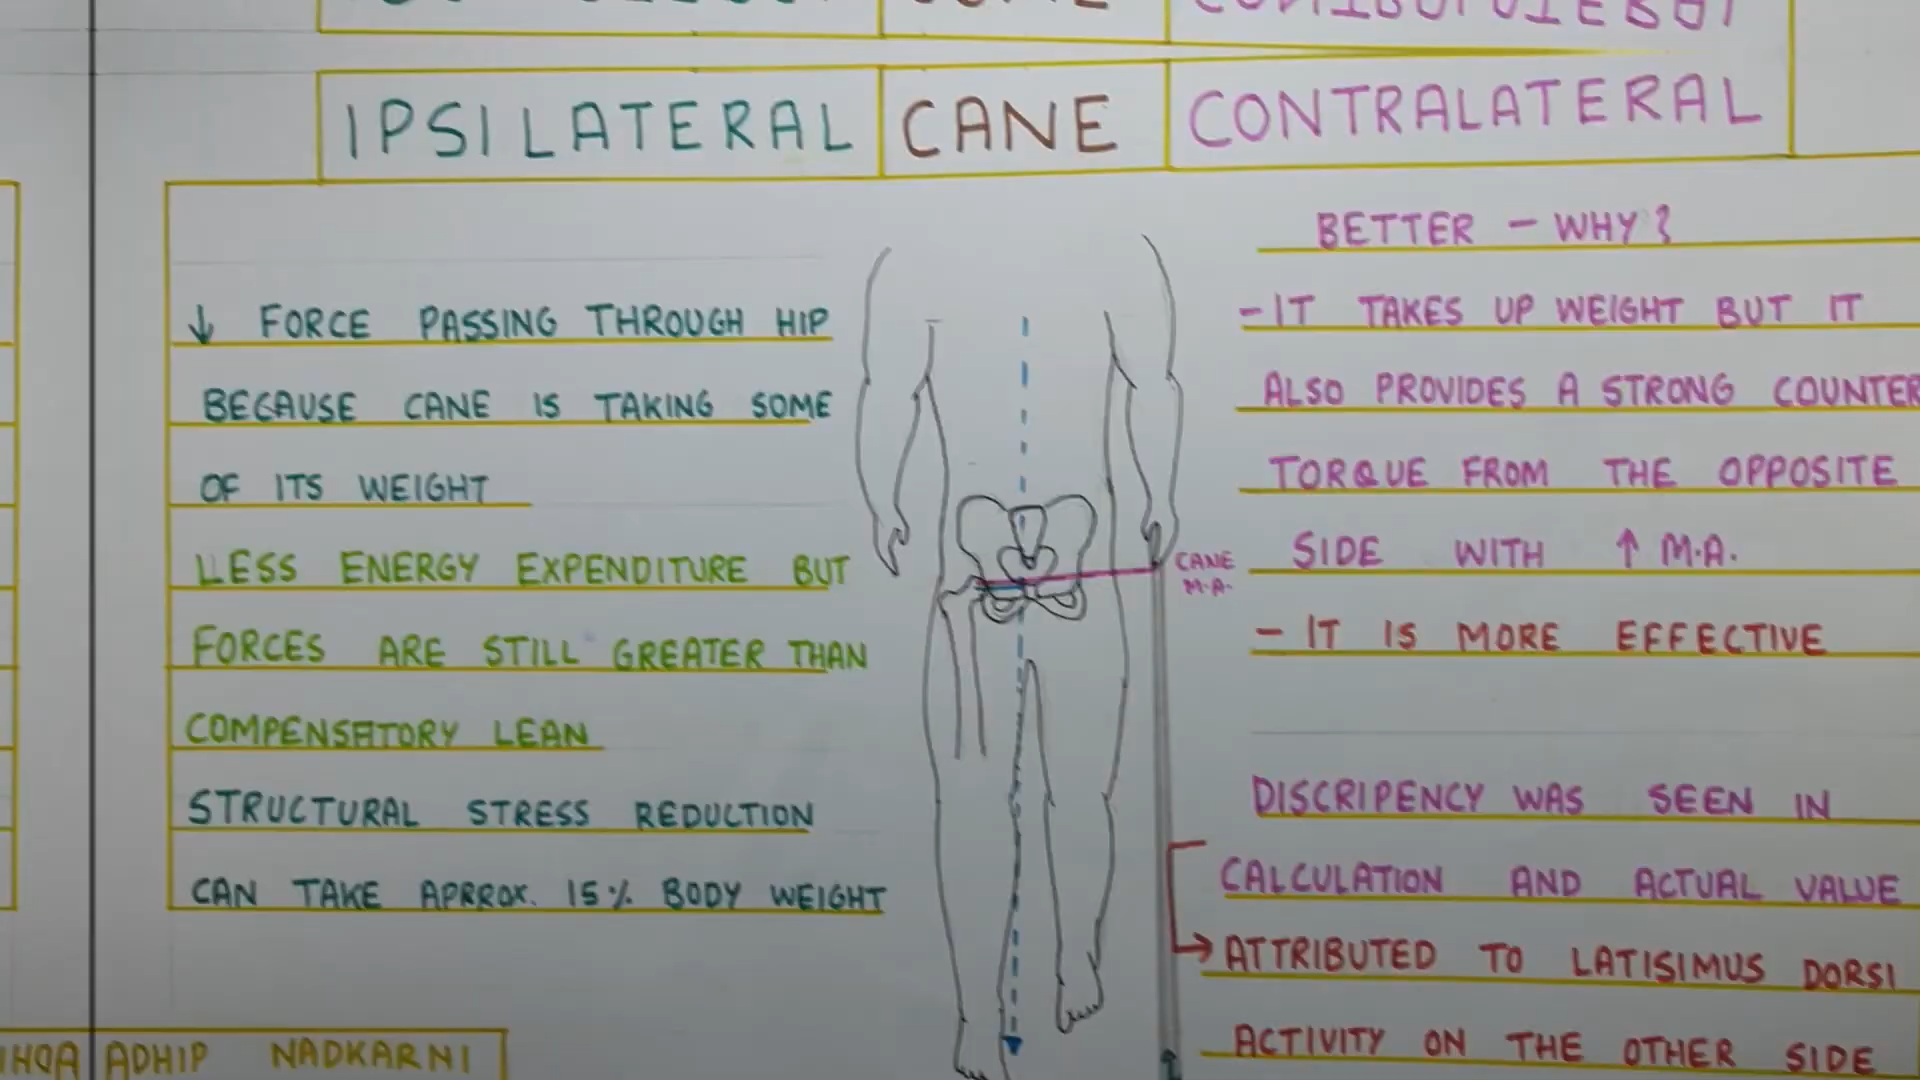 IPSILATERAL CANE CONTRALATERAL
↓ FORCE PASSING THROUGH HIP
BECAUSE CANE IS TAKING SOME
OF ITS WEIGHT
LESS ENERGY EXPENDITURE BUT
FORCES ARE STILL GREATER THAN
COMPENSATORY LEAN
STRUCTURAL STRESS REDUCTION
CAN TAKE APRROX. 15% BODY WEIGHT
CANE
M.A.
BETTER - WHY?
- IT TAKES UP WEIGHT BUT IT
ALSO PROVIDES A STRONG COUNTER
TORQUE FROM THE OPPOSITE
SIDE WITH ↑ M.A.
- IT IS MORE EFFECTIVE
DISCRIPENCY WAS SEEN IN
CALCULATION AND ACTUAL VALUE
→ ATTRIBUTED TO LATISIMUS DORSI
ACTIVITY ON THE OTHER SIDE
ADHIP NADKARNI